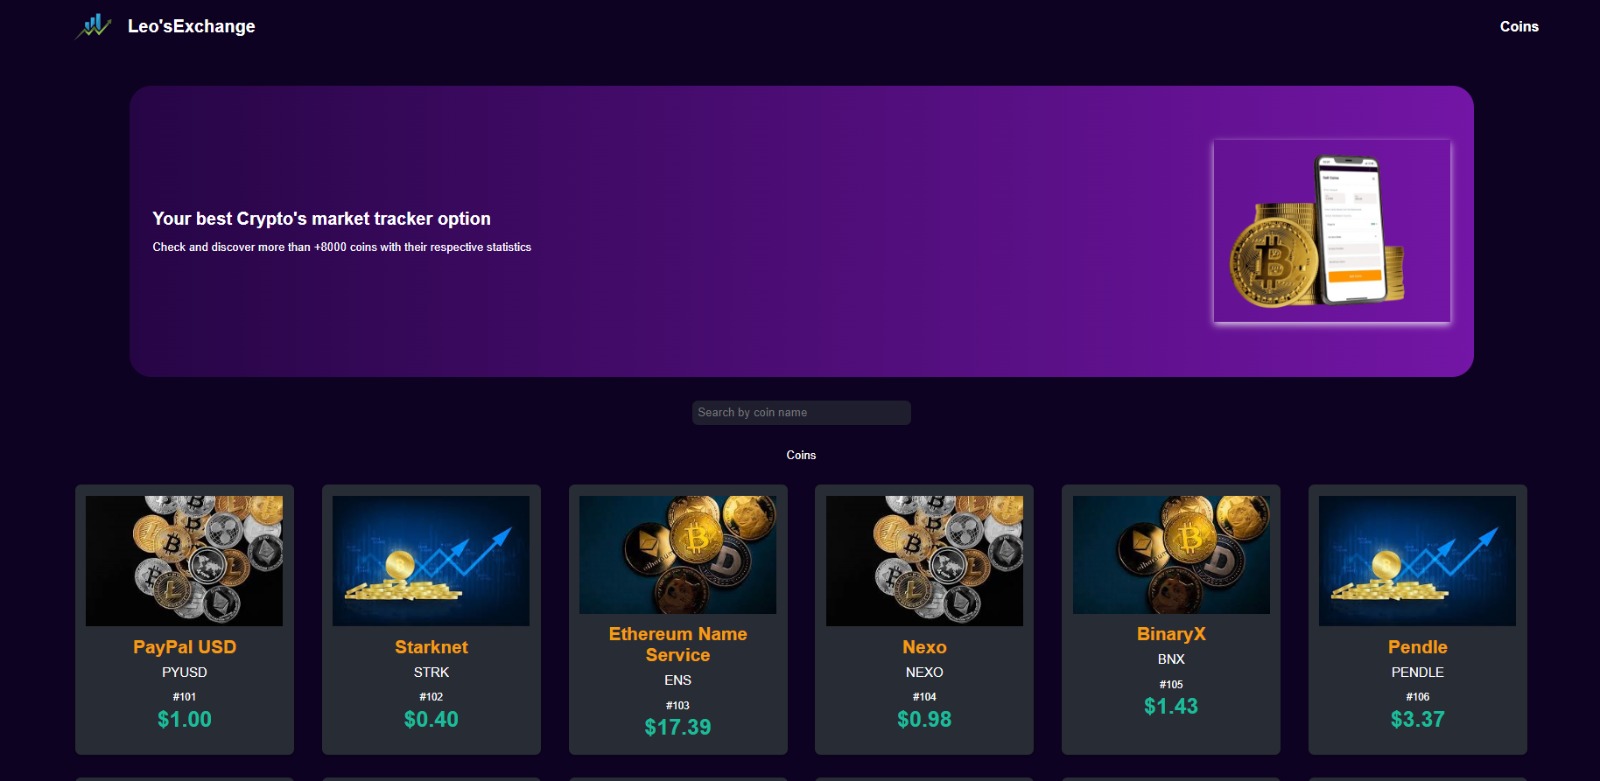 Leo'sExchange
Coins
Your best Crypto's market tracker option
Check and discover more than +8000 coins with their respective statistics
Search by coin name
Coins
PayPal USD
PYUSD
#101
$1.00
Starknet
STRK
#102
$0.40
Ethereum Name
Service
ENS
#103
$17.39
Nexo
NEXO
#104
$0.98
BinaryX
BNX
#105
$1.43
Pendle
PENDLE
#106
$3.37